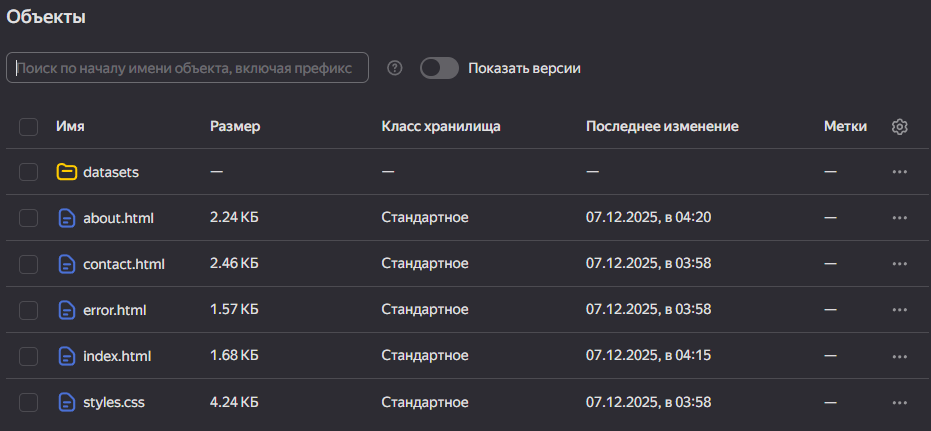 Объекты
Поиск по началу имени объекта, включая префикс ? Показать версии
Имя Размер Класс хранилища Последнее изменение Метки
datasets — — — —
about.html 2.24 КБ Стандартное 07.12.2025, в 04:20 —
contact.html 2.46 КБ Стандартное 07.12.2025, в 03:58 —
error.html 1.57 КБ Стандартное 07.12.2025, в 03:58 —
index.html 1.68 КБ Стандартное 07.12.2025, в 04:15 —
styles.css 4.24 КБ Стандартное 07.12.2025, в 03:58 —